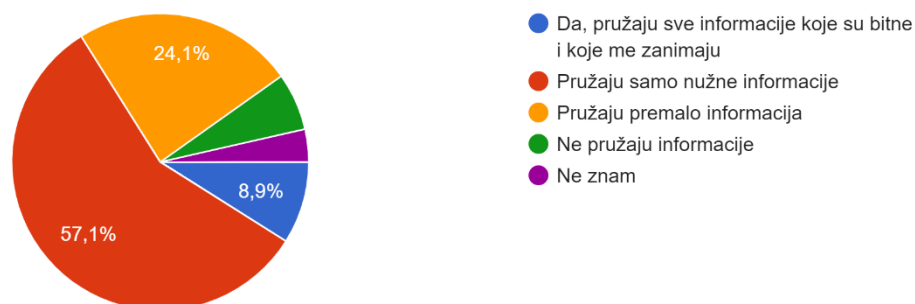 24,1%
8,9%
57,1%
Da, pružaju sve informacije koje su bitne
i koje me zanimaju
Pružaju samo nužne informacije
Pružaju premalo informacija
Ne pružaju informacije
Ne znam